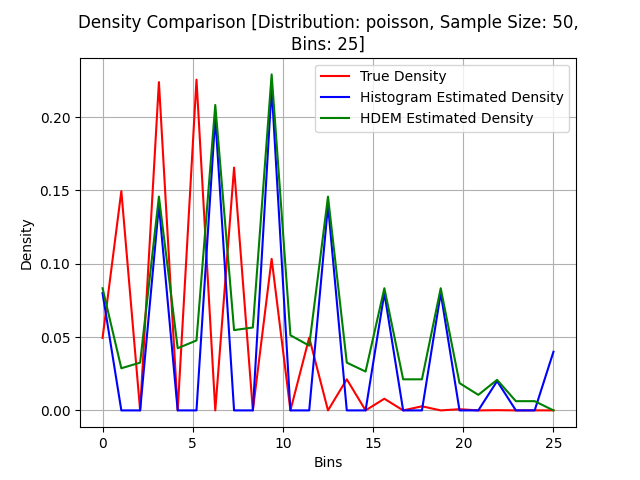 Density Comparison [Distribution: poisson, Sample Size: 50,
Bins: 25]
True Density
Histogram Estimated Density
HDEM Estimated Density
Density
0.20
0.15
0.10
0.05
0.00
0 5 10 15 20 25
Bins